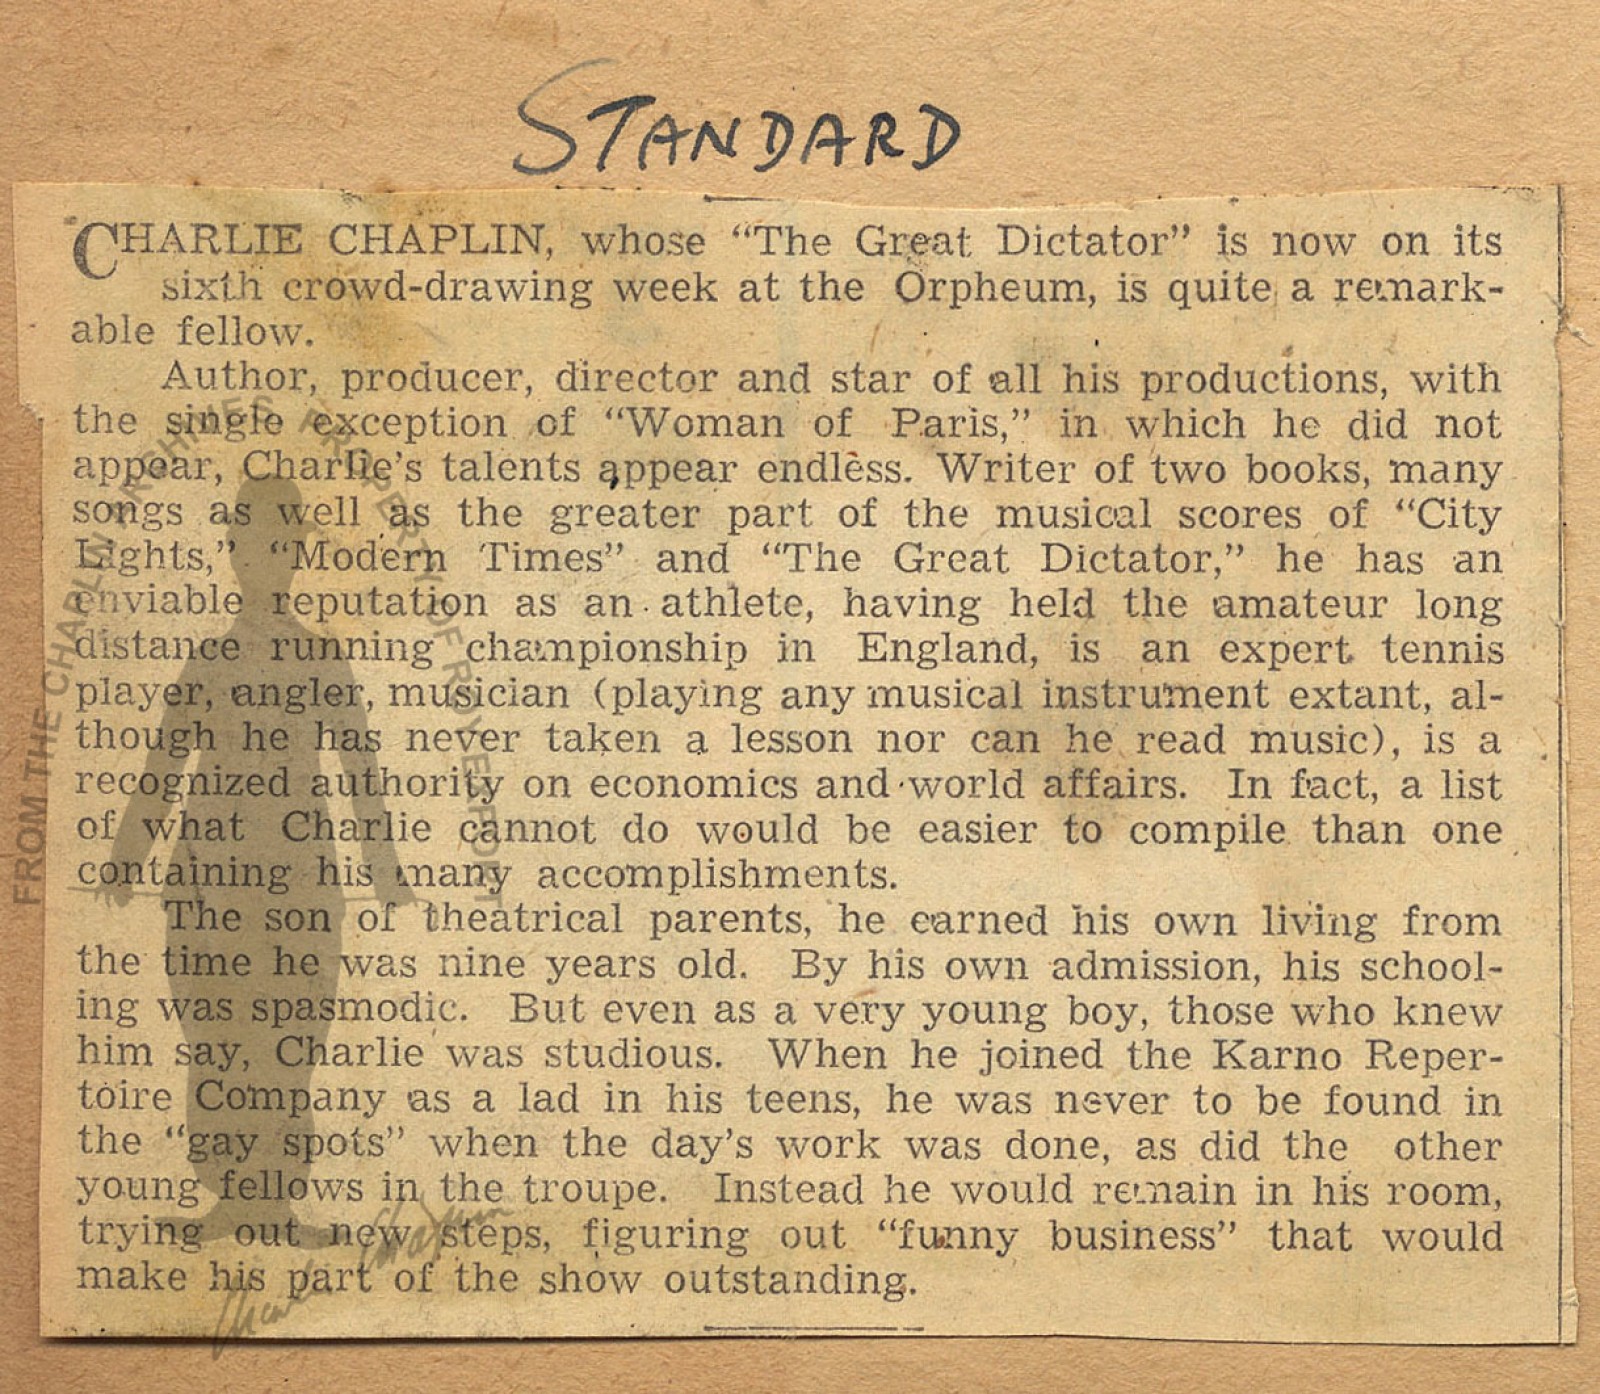 STANDARD
CHARLIE CHAPLIN, whose “The Great Dictator” is now on its
sixth crowd-drawing week at the Orpheum, is quite a remark-
able fellow.
Author, producer, director and star of all his productions, with
the single exception of “Woman of Paris,” in which he did not
appear, Charlie’s talents appear endless. Writer of two books, many
songs as well as the greater part of the musical scores of “City
Lights,” “Modern Times” and “The Great Dictator,” he has an
enviable reputation as an athlete, having held the amateur long
distance running championship in England, is an expert tennis
player, angler, musician (playing any musical instrument extant, al-
though he has never taken a lesson nor can he read music), is a
recognized authority on economics and world affairs. In fact, a list
of what Charlie cannot do would be easier to compile than one
containing his many accomplishments.
The son of theatrical parents, he earned his own living from
the time he was nine years old. By his own admission, his school-
ing was spasmodic. But even as a very young boy, those who knew
him say, Charlie was studious. When he joined the Karno Reper-
toire Company as a lad in his teens, he was never to be found in
the “gay spots” when the day’s work was done, as did the other
young fellows in the troupe. Instead he would remain in his room,
trying out new steps, figuring out “funny business” that would
make his part of the show outstanding.
FROM THE CHAPLIN ARCHIVES PROPERTY OF ROY EXPORT
Charlie Chaplin